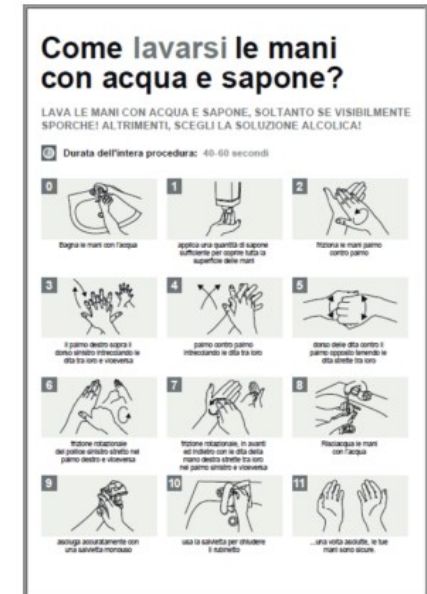 Come lavarsi le mani
con acqua e sapone?
LAVA LE MANI CON ACQUA E SAPONE, SOLTANTO SE VISIBILMENTE
SPORCHE! ALTRIMENTI, SCEGLI LA SOLUZIONE ALCOLICA!
Durata dell'intera procedura: 40-60 secondi
0
Bagna le mani con l'acqua
1
applica una quantità di sapone
sufficiente per coprire tutta la
superficie delle mani
2
friziona le mani palmo
contro palmo
3
il palmo destro sopra il
dorso sinistro intrecciando le
dita tra loro e viceversa
4
palmo contro palmo
intrecciando le dita tra loro
5
dorso delle dita contro il
palmo opposto tenendo le
dita strette tra loro
6
frizione rotazionale
del pollice sinistro stretto nel
palmo destro e viceversa
7
frizione rotazionale, in avanti
ed indietro con le dita della
mano destra strette tra loro
nel palmo sinistro e viceversa
8
Risciacqua le mani
con l'acqua
9
asciuga accuratamente con
una salvietta monouso
10
usa la salvietta per chiudere
il rubinetto
11
...una volta asciutte, le tue
mani sono sicure.